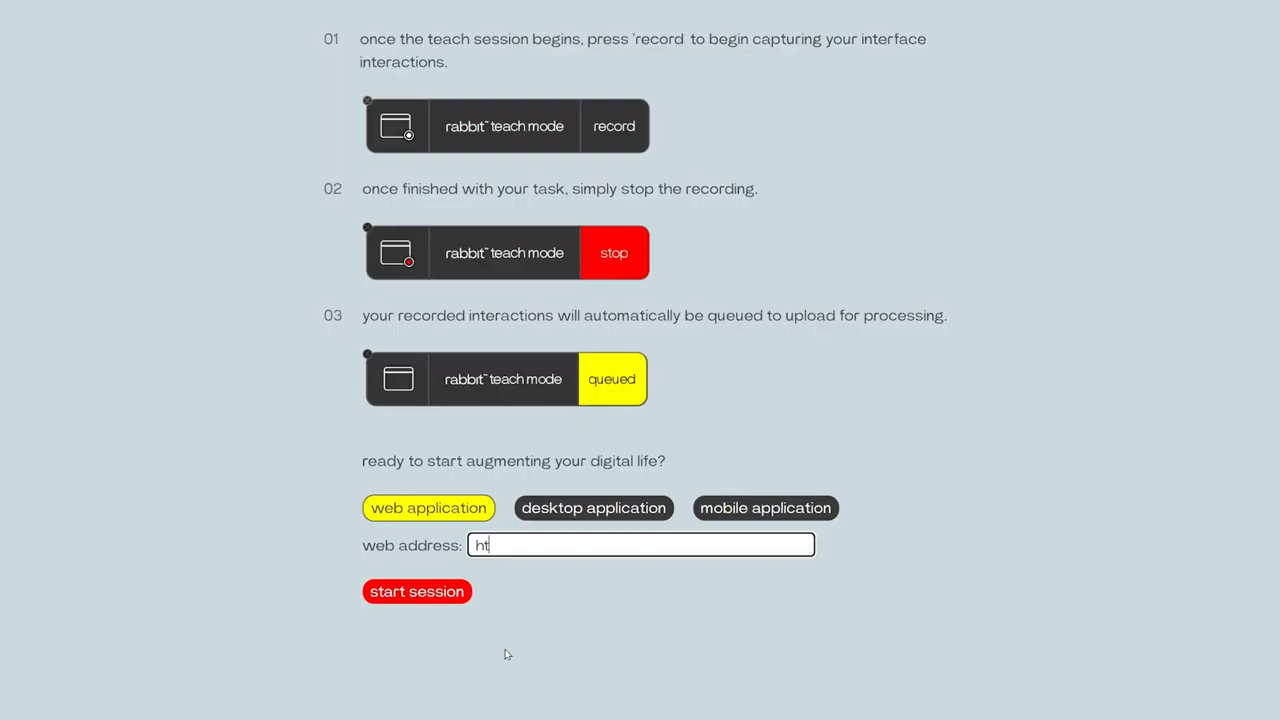 01 once the teach session begins, press 'record to begin capturing your interface
interactions.
rabbit™ teach mode record
02 once finished with your task, simply stop the recording.
rabbit™ teach mode stop
03 your recorded interactions will automatically be queued to upload for processing.
rabbit™ teach mode queued
ready to start augmenting your digital life?
web application desktop application mobile application
web address: ht
start session